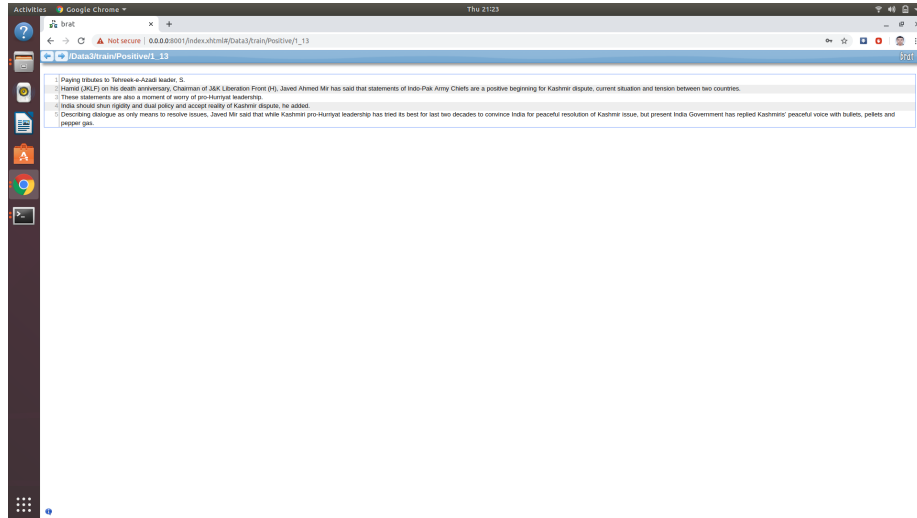 Activities Google Chrome Thu 21:23
brat
Not secure 0.0.0.0:8001/index.xhtml#/Data3/train/Positive/1_13
/Data3/train/Positive/1_13 brat
1 Paying tributes to Tehreek-e-Azadi leader, S.
2 Hamid (JKLF) on his death anniversary, Chairman of J&K Liberation Front (H), Javed Ahmed Mir has said that statements of Indo-Pak Army Chiefs are a positive beginning for Kashmir dispute, current situation and tension between two countries.
3 These statements are also a moment of worry of pro-Hurriyat leadership.
4 India should shun rigidity and dual policy and accept reality of Kashmir dispute, he added.
5 Describing dialogue as only means to resolve issues, Javed Mir said that while Kashmiri pro-Hurriyat leadership has tried its best for last two decades to convince India for peaceful resolution of Kashmir issue, but present India Government has replied Kashmiris' peaceful voice with bullets, pellets and
pepper gas.